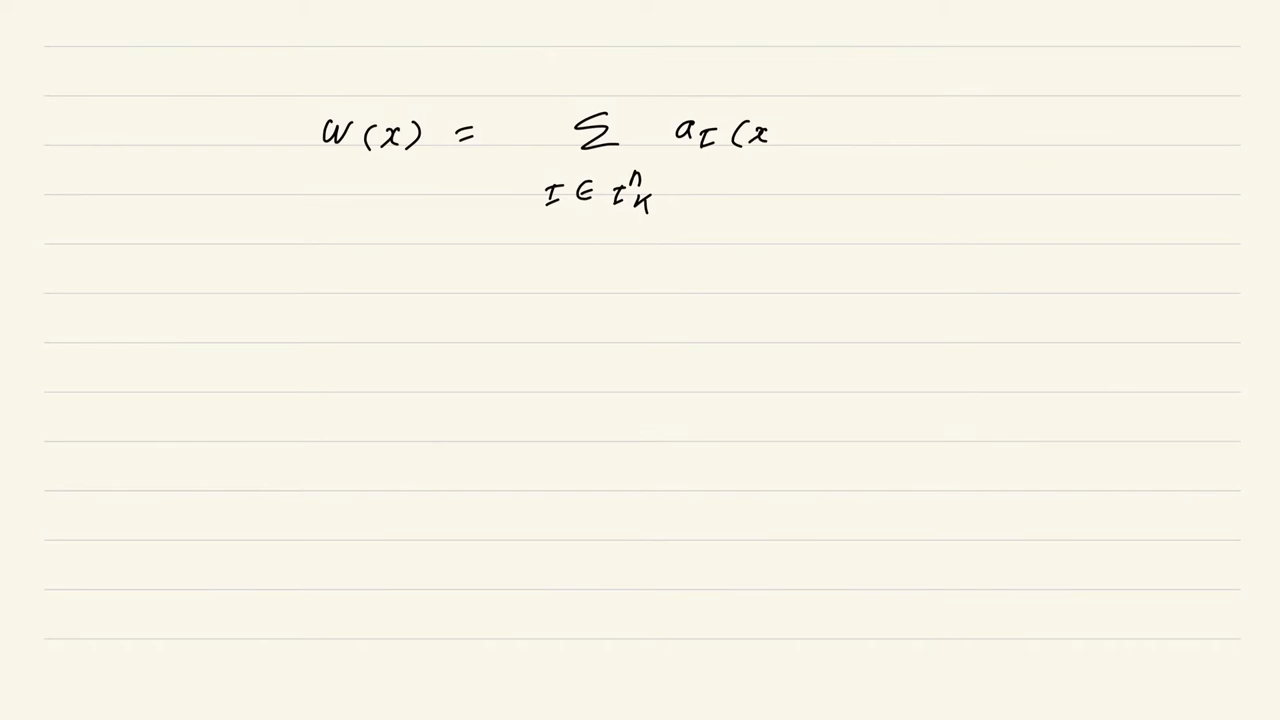 W(x) = Σ a_I (x
I ∈ I^n_k